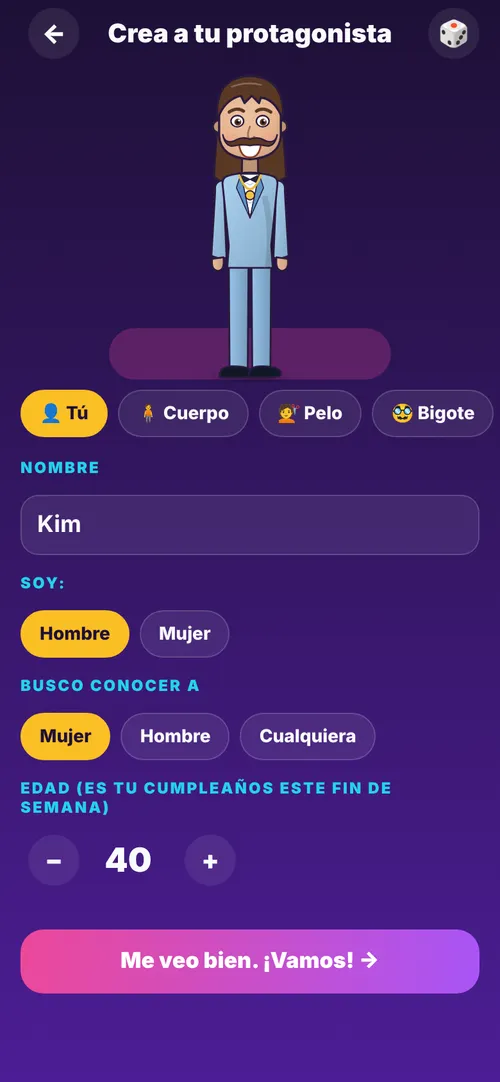 Crea a tu protagonista
Tú
Cuerpo
Pelo
Bigote
NOMBRE
Kim
SOY:
Hombre
Mujer
BUSCO CONOCER A
Mujer
Hombre
Cualquiera
EDAD (ES TU CUMPLEAÑOS ESTE FIN DE
SEMANA)
− 40 +
Me veo bien. ¡Vamos! →